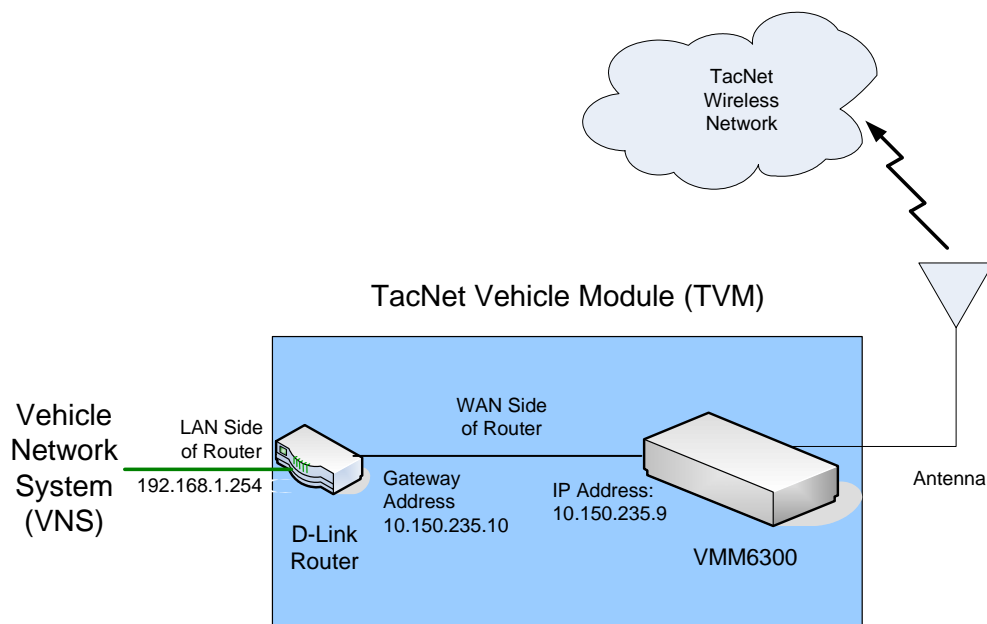 TacNet
Wireless
Network
TacNet Vehicle Module (TVM)
Vehicle
Network
System
(VNS)
LAN Side
of Router
192.168.1.254
D-Link
Router
WAN Side
of Router
Gateway
Address
10.150.235.10
IP Address:
10.150.235.9
VMM6300
Antenna